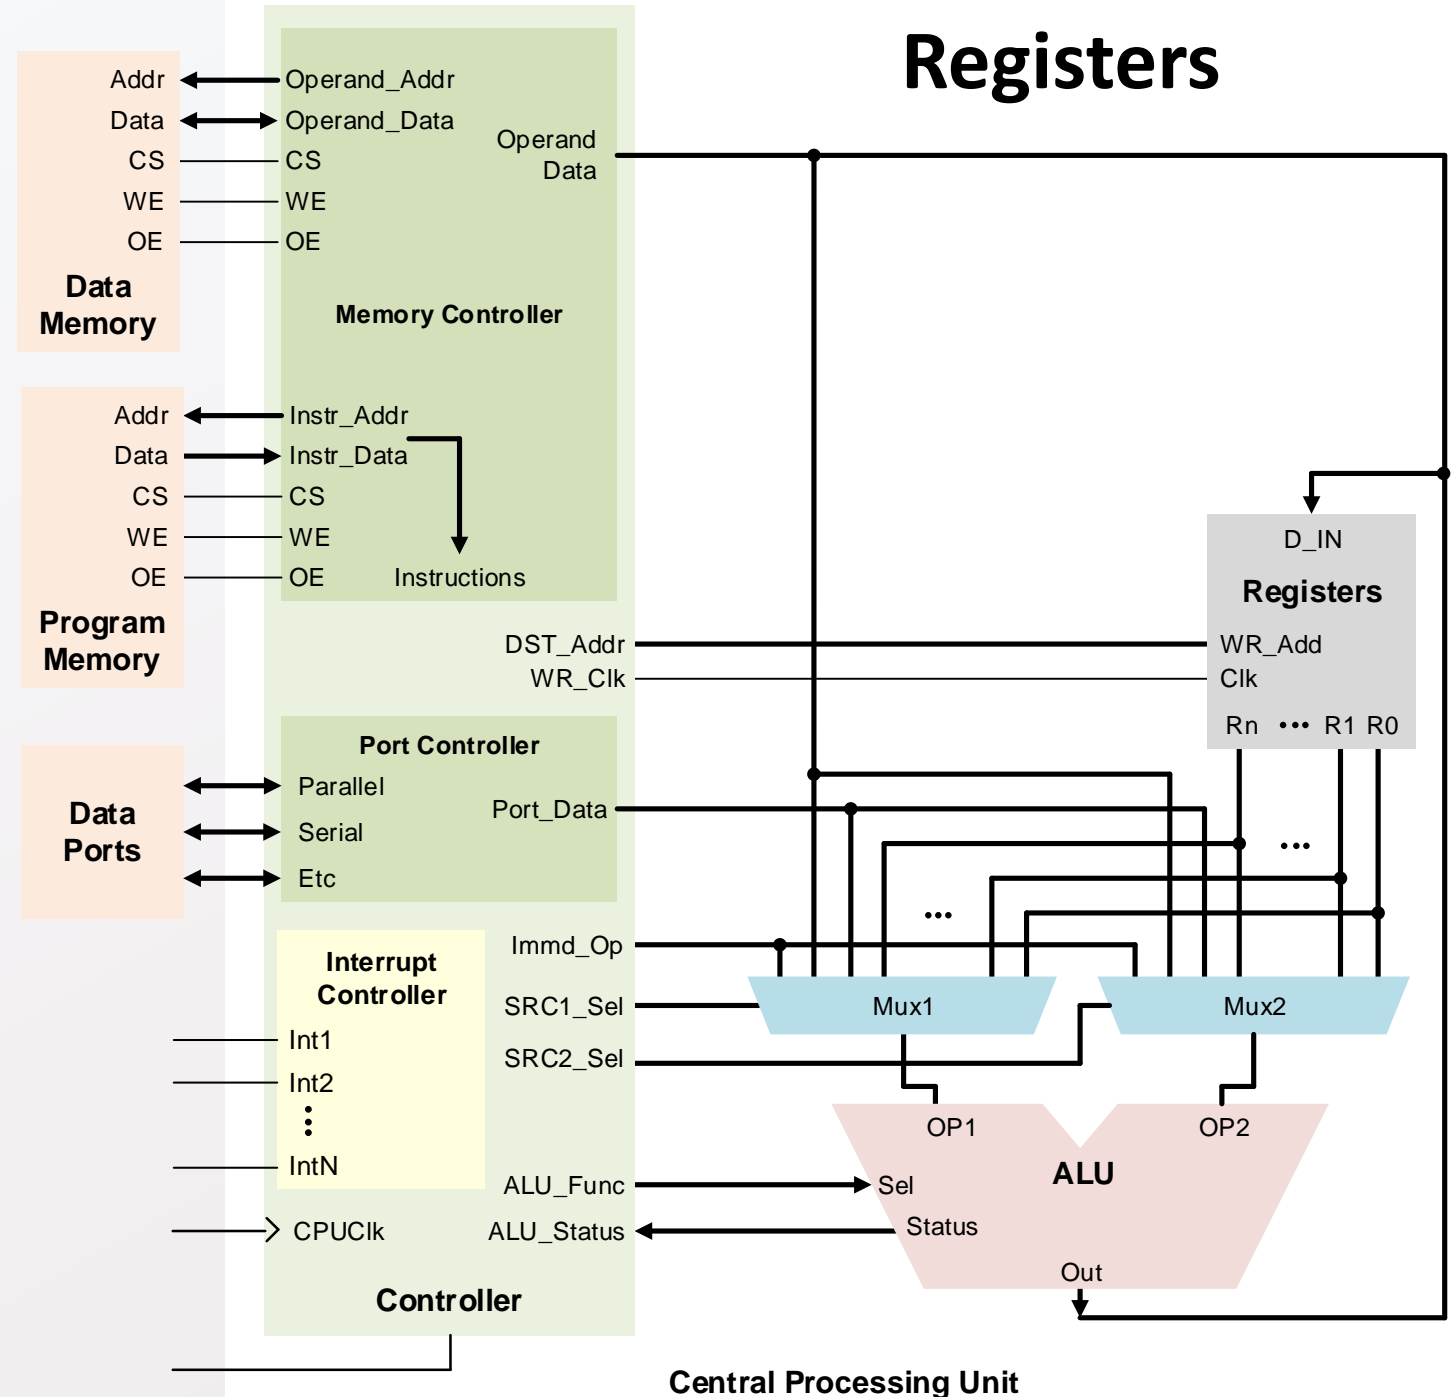 Registers
Addr
Data
CS
WE
OE
Data
Memory
Operand_Addr
Operand_Data
CS
WE
OE
Operand
Data
Memory Controller
Addr
Data
CS
WE
OE
Program
Memory
Instr_Addr
Instr_Data
CS
WE
OE
Instructions
DST_Addr
WR_Clk
D_IN
Registers
WR_Add
Clk
Rn ••• R1 R0
Data
Ports
Port Controller
Parallel
Serial
Etc
Port_Data
•••
•••
Interrupt
Controller
Int1
Int2
IntN
CPUClk
Immd_Op
SRC1_Sel
SRC2_Sel
ALU_Func
ALU_Status
Controller
Mux1
Mux2
OP1
OP2
ALU
Sel
Status
Out
Central Processing Unit